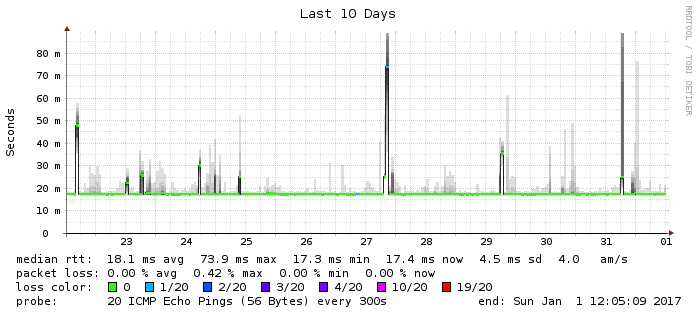 Last 10 Days
RRDTOOL / TOBI OETIKER
Seconds
80 m
70 m
60 m
50 m
40 m
30 m
20 m
10 m
0
23 24 25 26 27 28 29 30 31 01
median rtt: 18.1 ms avg 73.9 ms max 17.3 ms min 17.4 ms now 4.5 ms sd 4.0 am/s
packet loss: 0.00 % avg 0.42 % max 0.00 % min 0.00 % now
loss color: 0 1/20 2/20 3/20 4/20 10/20 19/20
probe: 20 ICMP Echo Pings (56 Bytes) every 300s end: Sun Jan 1 12:05:09 2017